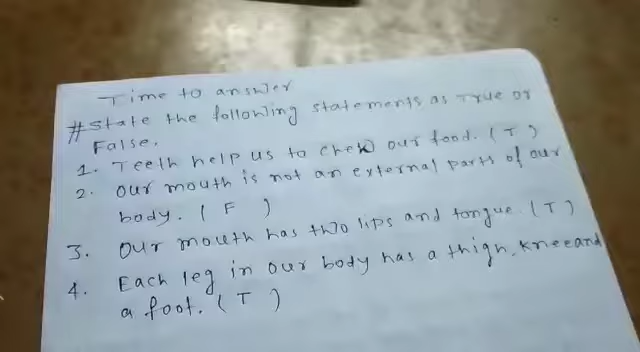 Time to answer
#State the following statements as True or
False.
1. Teeth help us to chew our food. (T)
2. our mouth is not an external parts of our
body. ( F )
3. Our mouth has two lips and tongue. (T)
4. Each leg in our body has a thigh, knee and
a foot. (T)